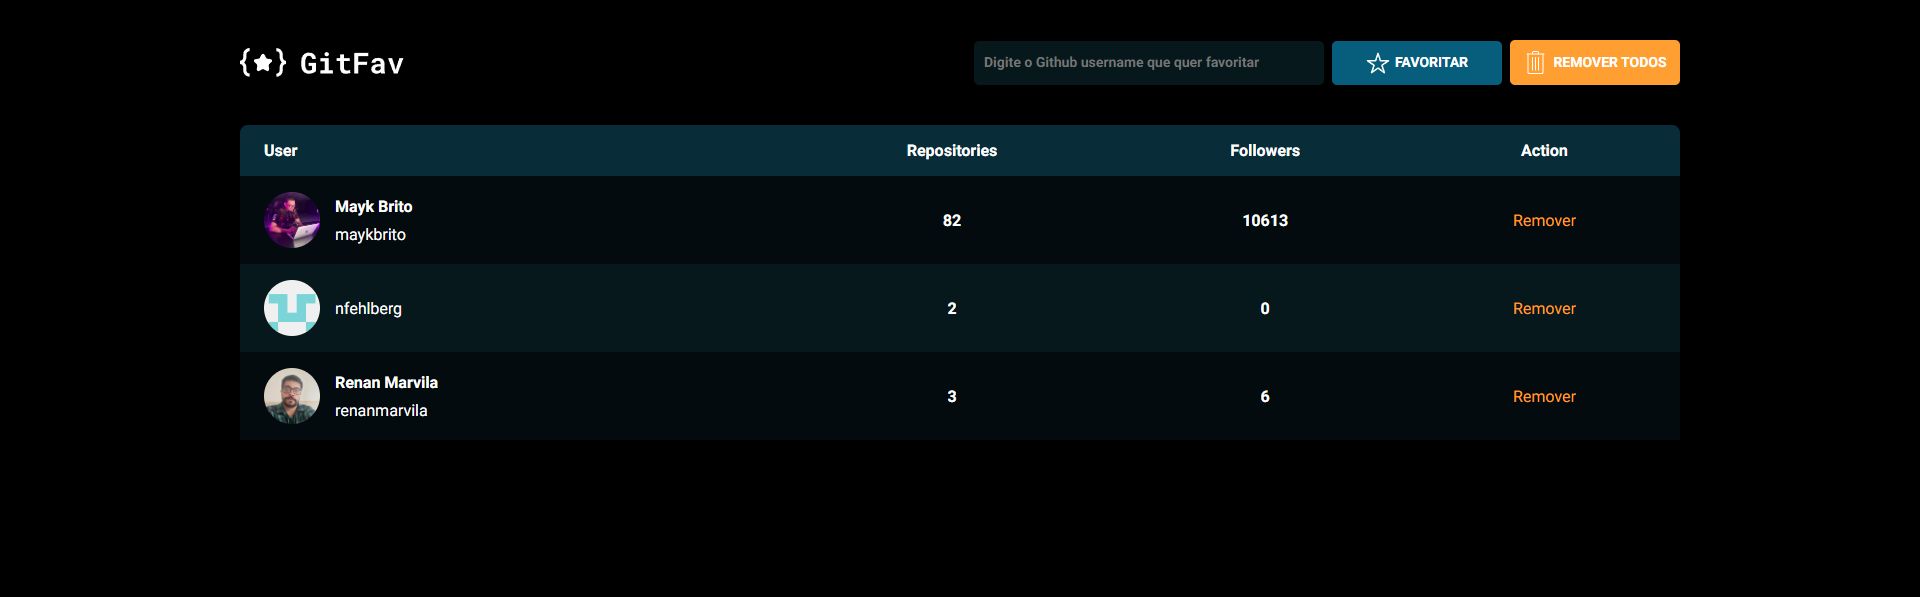 {★} GitFav
Digite o Github username que quer favoritar
FAVORITAR
REMOVER TODOS
User Repositories Followers Action
Mayk Brito
maykbrito
82 10613 Remover
nfehlberg 2 0 Remover
Renan Marvila
renanmarvila
3 6 Remover